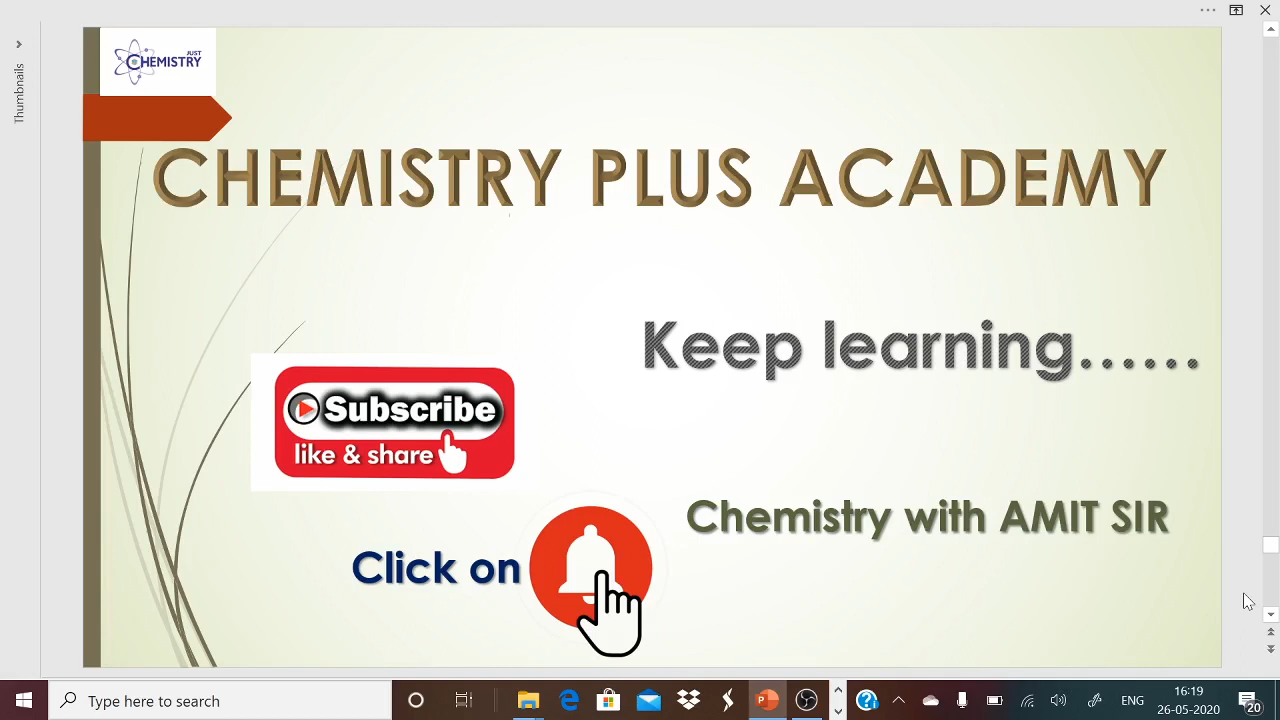 Thumbnails
JUST
CHEMISTRY
CHEMISTRY PLUS ACADEMY
Keep learning......
Subscribe
like & share
Chemistry with AMIT SIR
Click on
Type here to search
ENG
16:19
26-05-2020
20